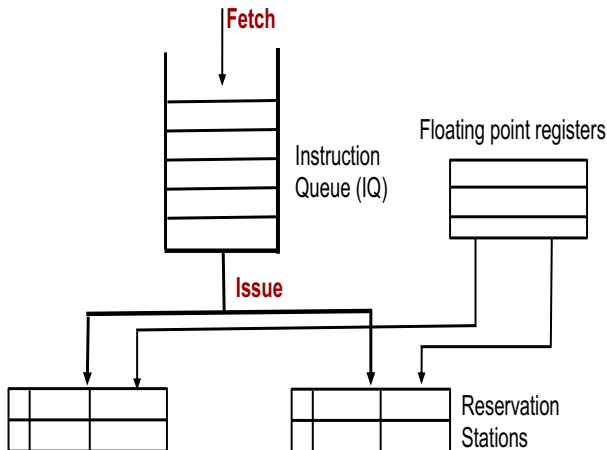 Fetch
Floating point registers
Instruction
Queue (IQ)
Issue
Reservation
Stations